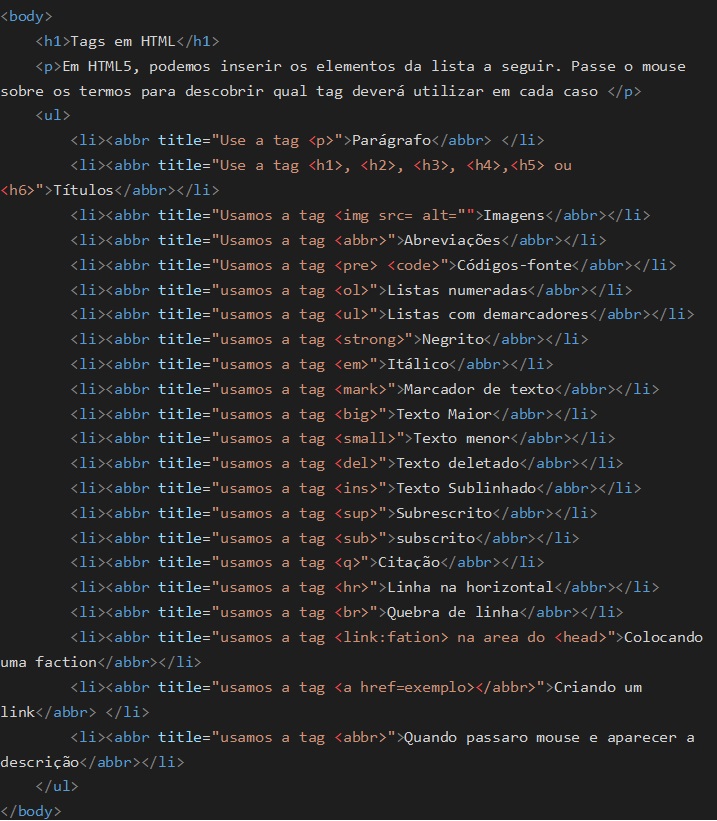 <body>
<h1>Tags em HTML</h1>
<p>Em HTML5, podemos inserir os elementos da lista a seguir. Passe o mouse
sobre os termos para descobrir qual tag deverá utilizar em cada caso </p>
<ul>
<li><abbr title="Use a tag <p>">Parágrafo</abbr> </li>
<li><abbr title="Use a tag <h1>, <h2>, <h3>, <h4>,<h5> ou
<h6>">Títulos</abbr></li>
<li><abbr title="Usamos a tag <img src= alt="">Imagens</abbr></li>
<li><abbr title="Usamos a tag <abbr>">Abreviações</abbr></li>
<li><abbr title="Usamos a tag <pre> <code>">Códigos-fonte</abbr></li>
<li><abbr title="usamos a tag <ol>">Listas numeradas</abbr></li>
<li><abbr title="usamos a tag <ul>">Listas com demarcadores</abbr></li>
<li><abbr title="usamos a tag <strong>">Negrito</abbr></li>
<li><abbr title="usamos a tag <em>">Itálico</abbr></li>
<li><abbr title="usamos a tag <mark>">Marcador de texto</abbr></li>
<li><abbr title="usamos a tag <big>">Texto Maior</abbr></li>
<li><abbr title="usamos a tag <small>">Texto menor</abbr></li>
<li><abbr title="usamos a tag <del>">Texto deletado</abbr></li>
<li><abbr title="usamos a tag <ins>">Texto Sublinhado</abbr></li>
<li><abbr title="usamos a tag <sup>">Subrescrito</abbr></li>
<li><abbr title="usamos a tag <sub>">subscrito</abbr></li>
<li><abbr title="usamos a tag <q>">Citação</abbr></li>
<li><abbr title="usamos a tag <hr>">Linha na horizontal</abbr></li>
<li><abbr title="usamos a tag <br>">Quebra de linha</abbr></li>
<li><abbr title="usamos a tag <link:fation> na area do <head>">Colocando
uma faction</abbr></li>
<li><abbr title="usamos a tag <a href=exemplo></abbr>">Criando um
link</abbr> </li>
<li><abbr title="usamos a tag <abbr>">Quando passaro mouse e aparecer a
descrição</abbr></li>
</ul>
</body>